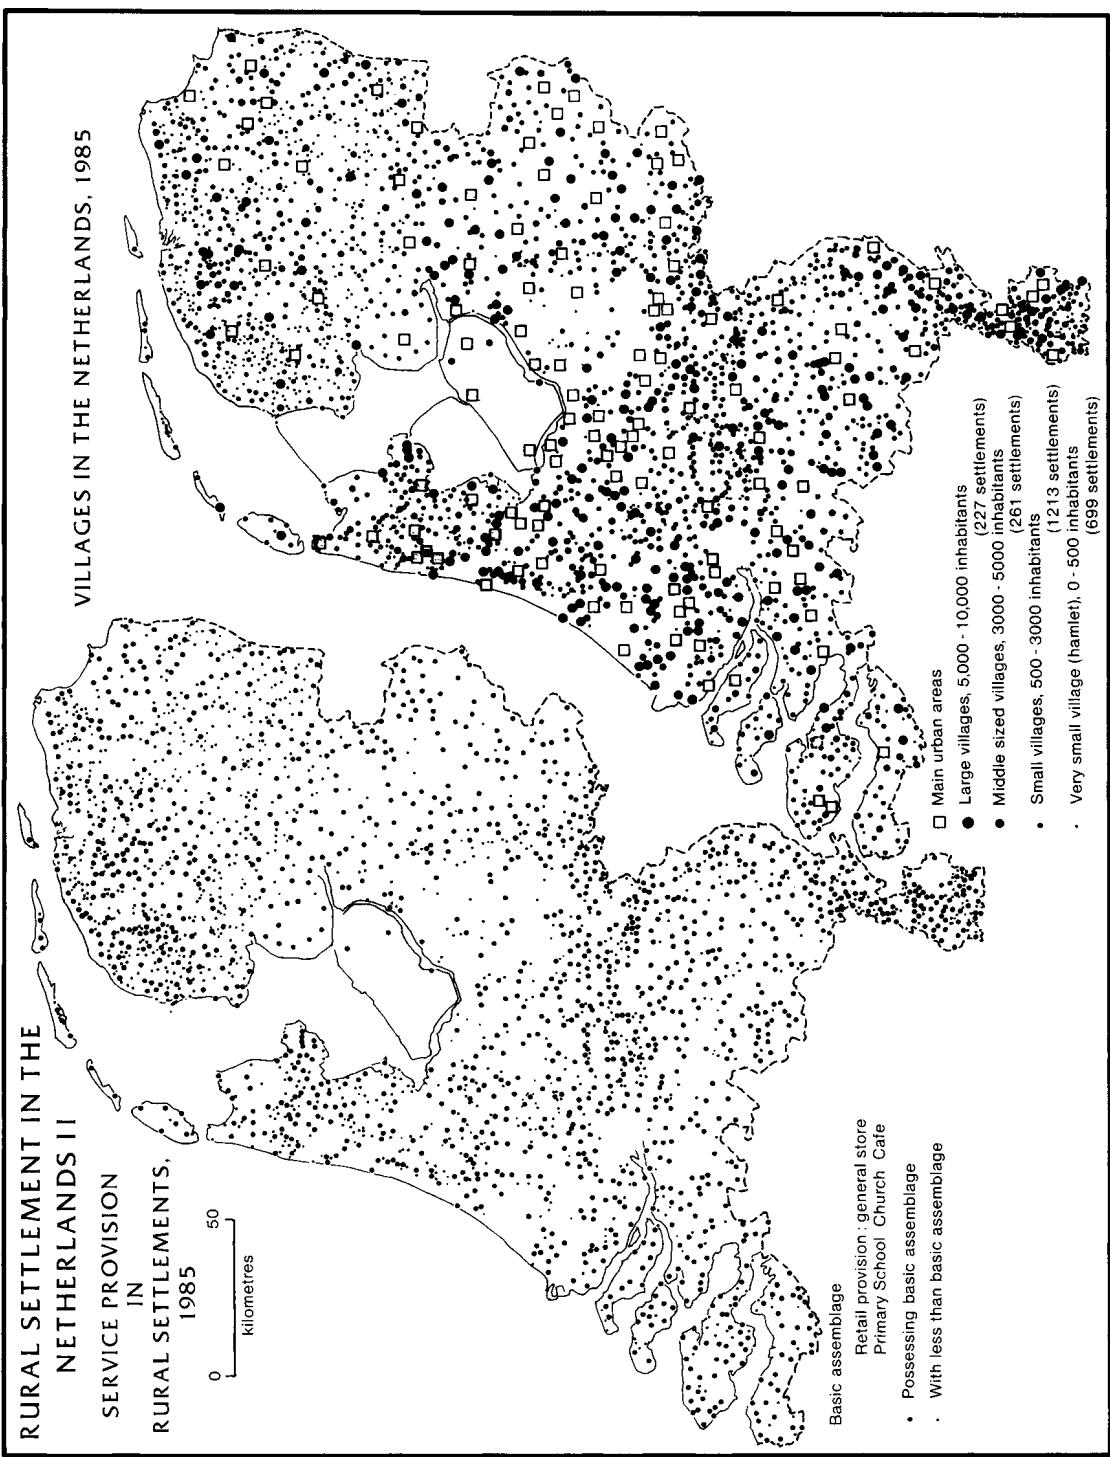 RURAL SETTLEMENT IN THE
NETHERLANDS II
SERVICE PROVISION
IN
RURAL SETTLEMENTS,
1985
0 50
kilometres
Basic assemblage
Retail provision : general store
Primary School Church Cafe
• Possessing basic assemblage
· With less than basic assemblage
VILLAGES IN THE NETHERLANDS, 1985
□ Main urban areas
● Large villages, 5,000 - 10,000 inhabitants
(227 settlements)
● Middle sized villages, 3000 - 5000 inhabitants
(261 settlements)
• Small villages, 500 - 3000 inhabitants
(1213 settlements)
· Very small village (hamlet), 0 - 500 inhabitants
(699 settlements)